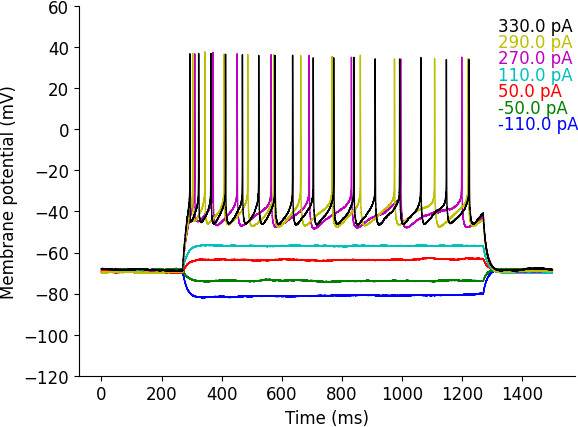 60
40
20
0
−20
−40
−60
−80
−100
−120
Membrane potential (mV)
330.0 pA
290.0 pA
270.0 pA
110.0 pA
50.0 pA
-50.0 pA
-110.0 pA
0 200 400 600 800 1000 1200 1400
Time (ms)